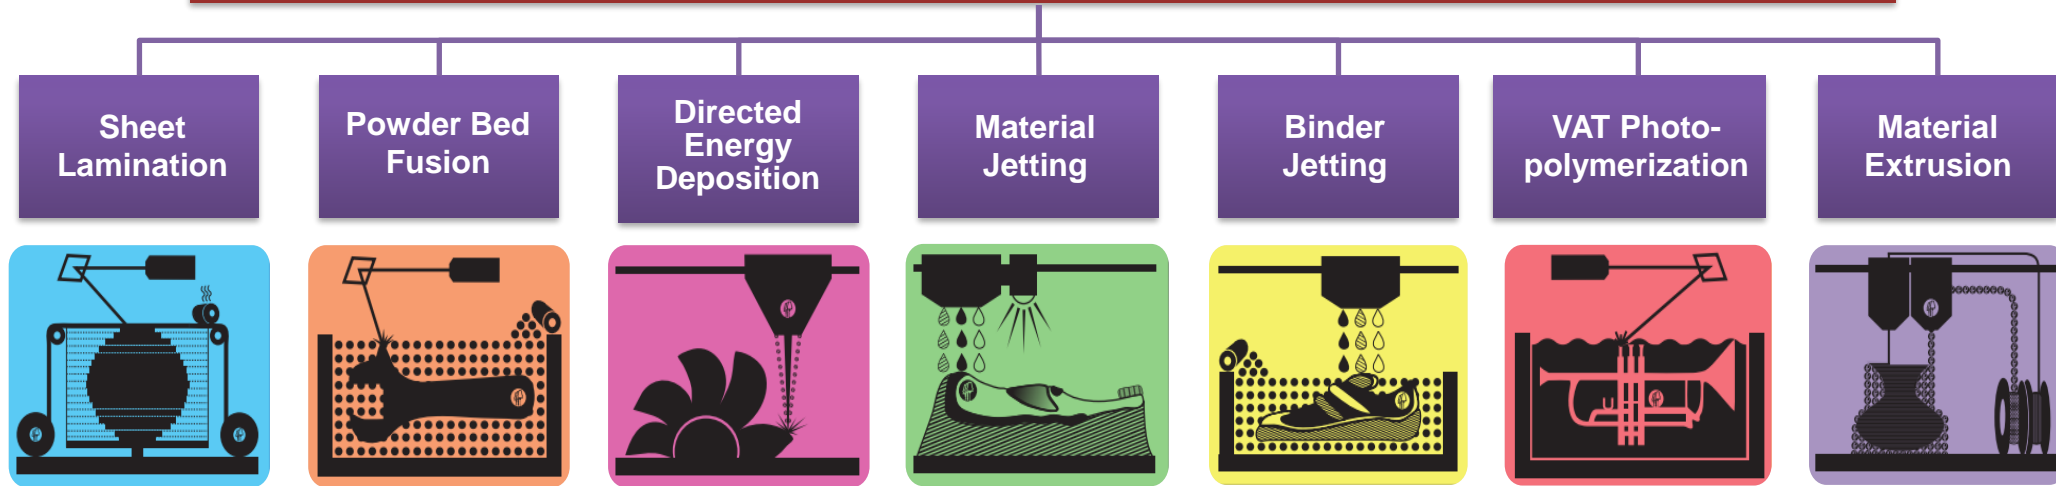 Sheet
Lamination
Powder Bed
Fusion
Directed
Energy
Deposition
Material
Jetting
Binder
Jetting
VAT Photo-
polymerization
Material
Extrusion